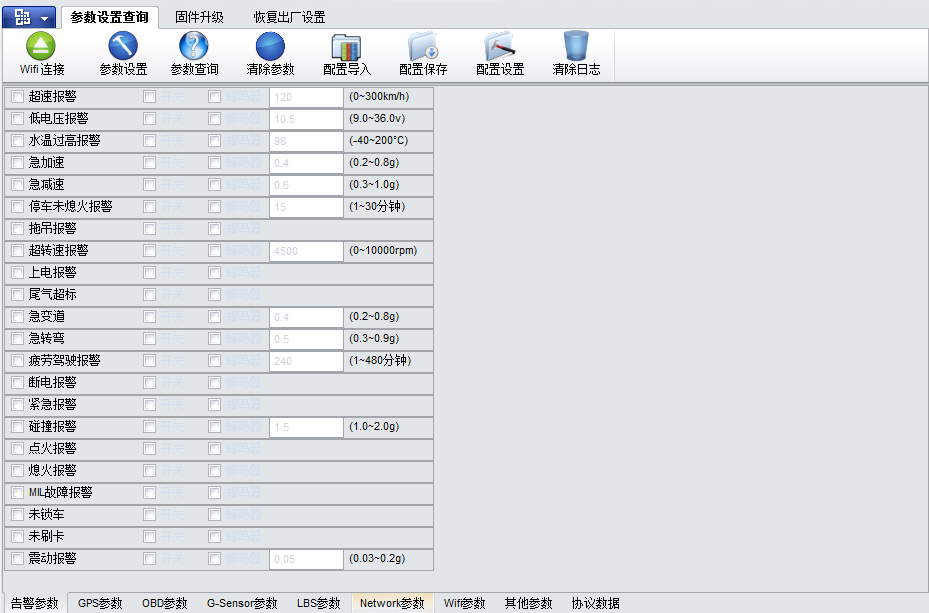 参数设置查询 固件升级 恢复出厂设置
Wifi连接 参数设置 参数查询 清除参数 配置导入 配置保存 配置设置 清除日志
超速报警 开关 蜂鸣器 120 (0~300km/h)
低电压报警 开关 蜂鸣器 10.5 (9.0~36.0v)
水温过高报警 开关 蜂鸣器 98 (-40~200°C)
急加速 开关 蜂鸣器 0.4 (0.2~0.8g)
急减速 开关 蜂鸣器 0.6 (0.3~1.0g)
停车未熄火报警 开关 蜂鸣器 15 (1~30分钟)
拖吊报警 开关 蜂鸣器
超转速报警 开关 蜂鸣器 4500 (0~10000rpm)
上电报警 开关 蜂鸣器
尾气超标 开关 蜂鸣器
急变道 开关 蜂鸣器 0.4 (0.2~0.8g)
急转弯 开关 蜂鸣器 0.5 (0.3~0.9g)
疲劳驾驶报警 开关 蜂鸣器 240 (1~480分钟)
断电报警 开关 蜂鸣器
紧急报警 开关 蜂鸣器
碰撞报警 开关 蜂鸣器 1.5 (1.0~2.0g)
点火报警 开关 蜂鸣器
熄火报警 开关 蜂鸣器
MIL故障报警 开关 蜂鸣器
未锁车 开关 蜂鸣器
未刷卡 开关 蜂鸣器
震动报警 开关 蜂鸣器 0.05 (0.03~0.2g)
告警参数 GPS参数 OBD参数 G-Sensor参数 LBS参数 Network参数 Wifi参数 其他参数 协议数据